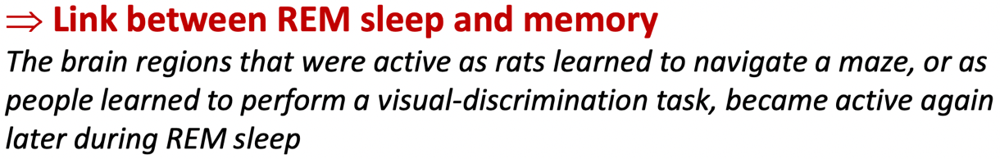 ⇒ Link between REM sleep and memory
The brain regions that were active as rats learned to navigate a maze, or as
people learned to perform a visual-discrimination task, became active again
later during REM sleep